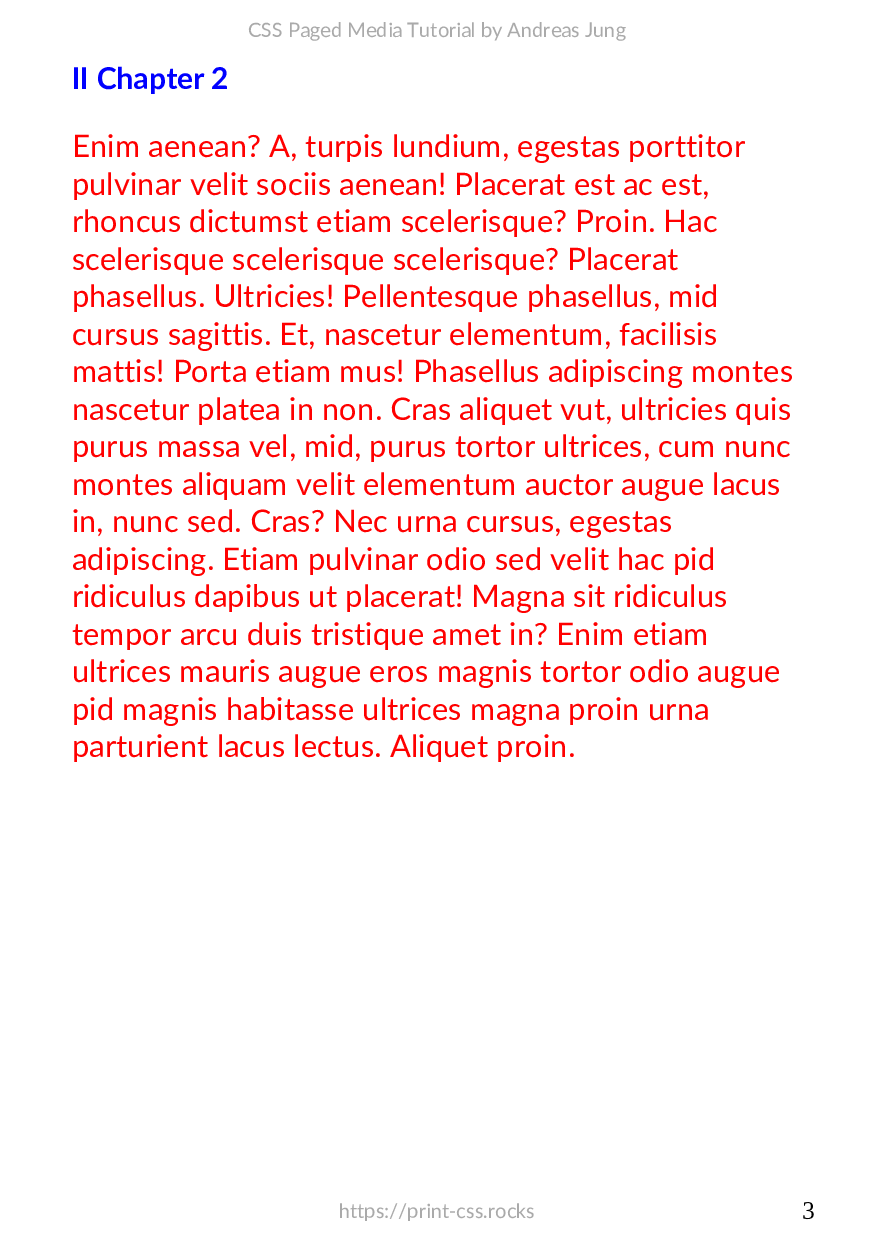 CSS Paged Media Tutorial by Andreas Jung
II Chapter 2
Enim aenean? A, turpis lundium, egestas porttitor
pulvinar velit sociis aenean! Placerat est ac est,
rhoncus dictumst etiam scelerisque? Proin. Hac
scelerisque scelerisque scelerisque? Placerat
phasellus. Ultricies! Pellentesque phasellus, mid
cursus sagittis. Et, nascetur elementum, facilisis
mattis! Porta etiam mus! Phasellus adipiscing montes
nascetur platea in non. Cras aliquet vut, ultricies quis
purus massa vel, mid, purus tortor ultrices, cum nunc
montes aliquam velit elementum auctor augue lacus
in, nunc sed. Cras? Nec urna cursus, egestas
adipiscing. Etiam pulvinar odio sed velit hac pid
ridiculus dapibus ut placerat! Magna sit ridiculus
tempor arcu duis tristique amet in? Enim etiam
ultrices mauris augue eros magnis tortor odio augue
pid magnis habitasse ultrices magna proin urna
parturient lacus lectus. Aliquet proin.
https://print-css.rocks
3